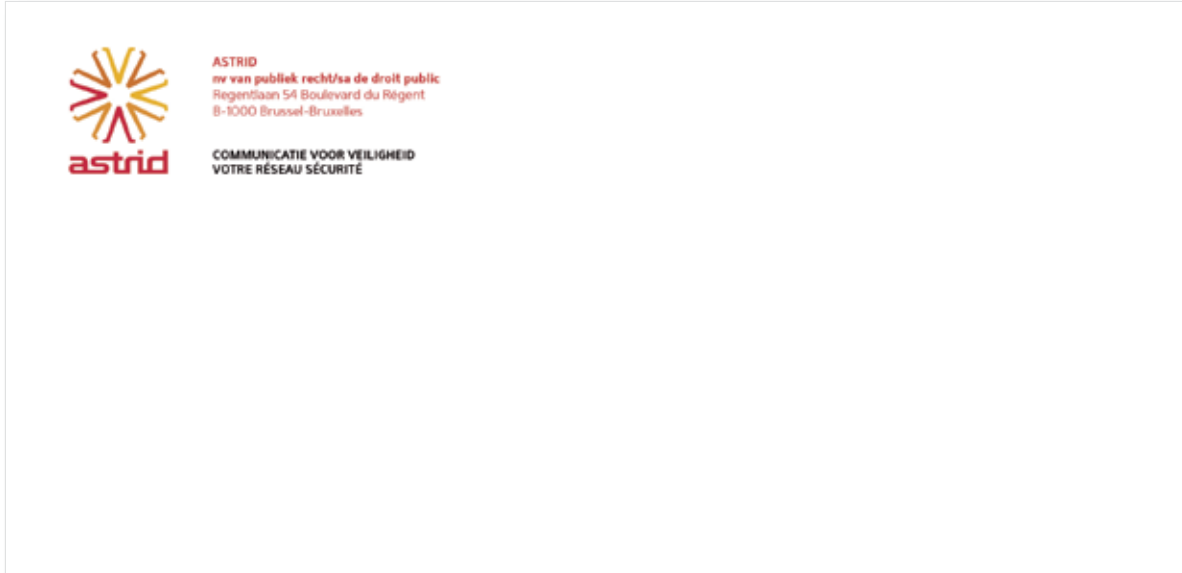 ASTRID
nv van publiek recht/sa de droit public
Regentlaan 54 Boulevard du Régent
B-1000 Brussel-Bruxelles
astrid
COMMUNICATIE VOOR VEILIGHEID
VOTRE RÉSEAU SÉCURITÉ